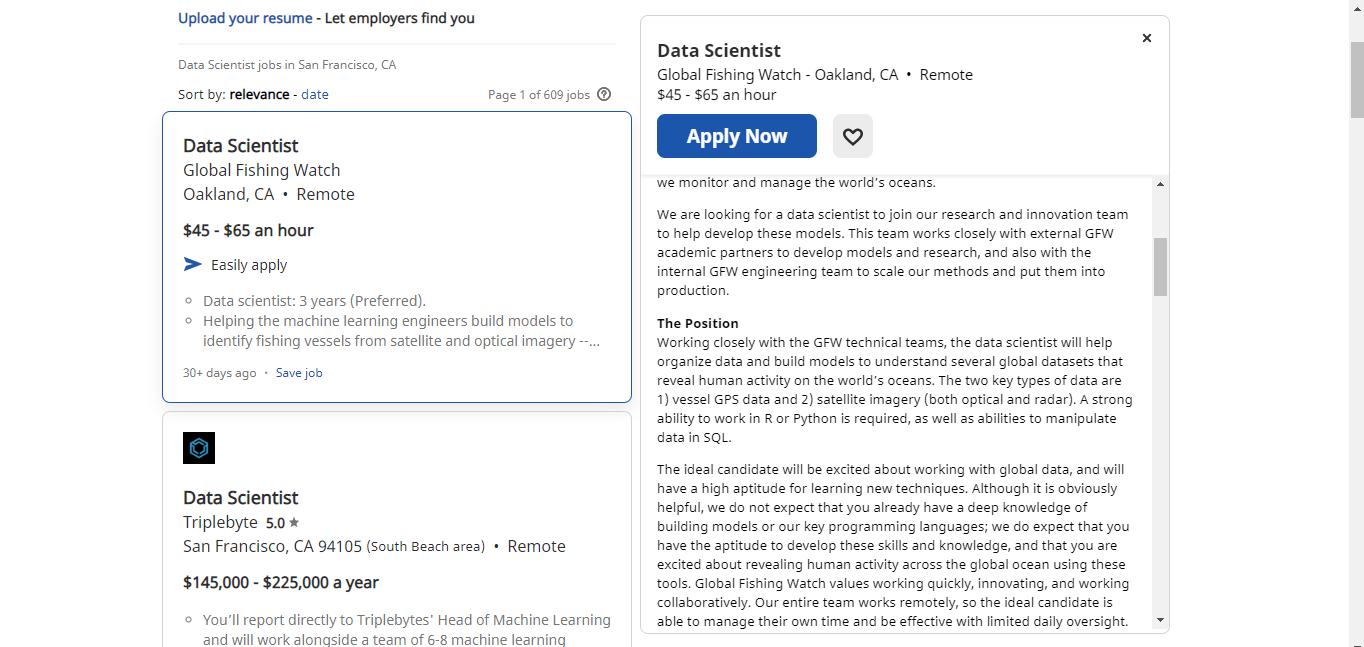 Upload your resume - Let employers find you
Data Scientist jobs in San Francisco, CA
Sort by: relevance - date
Page 1 of 609 jobs
Data Scientist
Global Fishing Watch
Oakland, CA • Remote
$45 - $65 an hour
Easily apply
Data scientist: 3 years (Preferred).
Helping the machine learning engineers build models to
identify fishing vessels from satellite and optical imagery --...
30+ days ago · Save job
Data Scientist
Triplebyte 5.0 ★
San Francisco, CA 94105 (South Beach area) • Remote
$145,000 - $225,000 a year
You'll report directly to Triplebytes' Head of Machine Learning
and will work alongside a team of 6-8 machine learning
Data Scientist
Global Fishing Watch - Oakland, CA • Remote
$45 - $65 an hour
Apply Now
we monitor and manage the world's oceans.
We are looking for a data scientist to join our research and innovation team
to help develop these models. This team works closely with external GFW
academic partners to develop models and research, and also with the
internal GFW engineering team to scale our methods and put them into
production.
The Position
Working closely with the GFW technical teams, the data scientist will help
organize data and build models to understand several global datasets that
reveal human activity on the world's oceans. The two key types of data are
1) vessel GPS data and 2) satellite imagery (both optical and radar). A strong
ability to work in R or Python is required, as well as abilities to manipulate
data in SQL.
The ideal candidate will be excited about working with global data, and will
have a high aptitude for learning new techniques. Although it is obviously
helpful, we do not expect that you already have a deep knowledge of
building models or our key programming languages; we do expect that you
have the aptitude to develop these skills and knowledge, and that you are
excited about revealing human activity across the global ocean using these
tools. Global Fishing Watch values working quickly, innovating, and working
collaboratively. Our entire team works remotely, so the ideal candidate is
able to manage their own time and be effective with limited daily oversight.